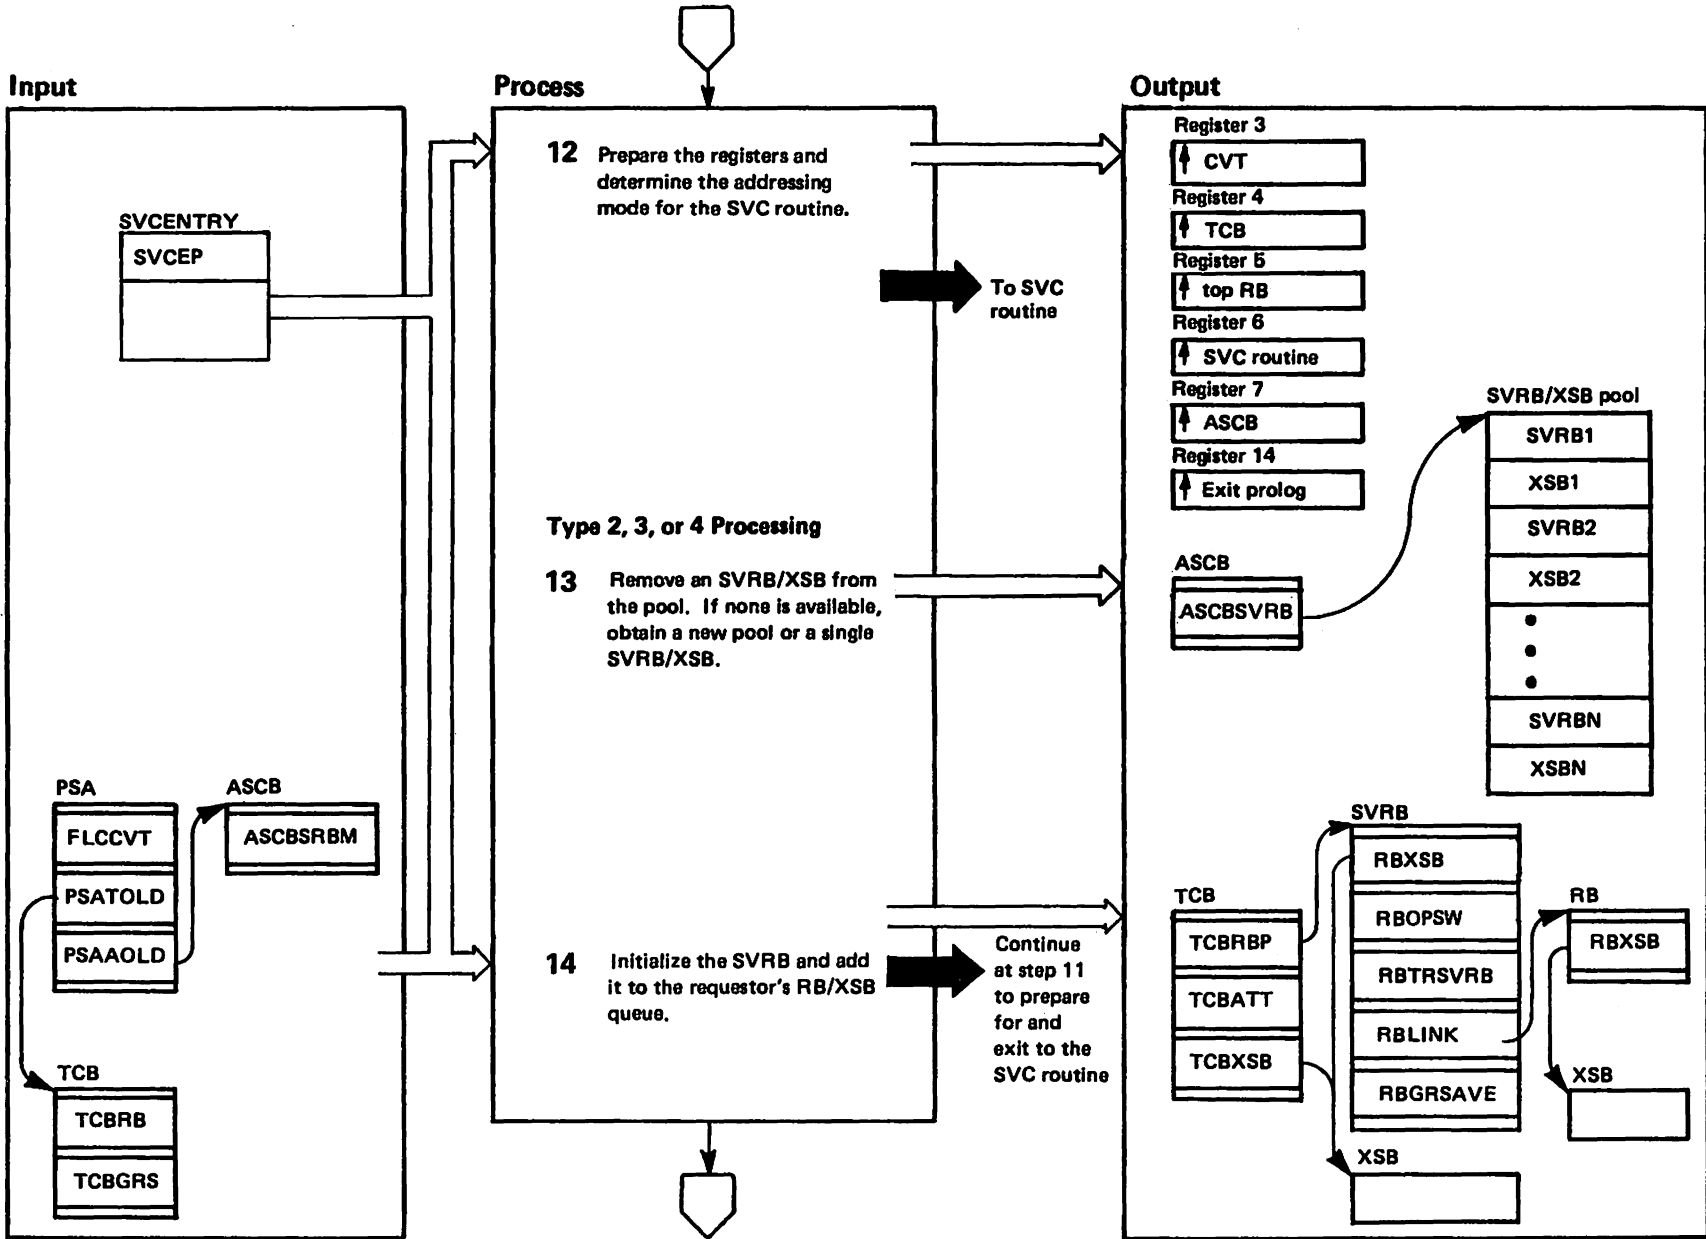 Input
SVCENTRY
SVCEP
PSA
FLCCVT
PSATOLD
PSAAOLD
ASCB
ASCBSRBM
TCB
TCBRB
TCBGRS
Process
12 Prepare the registers and
determine the addressing
mode for the SVC routine.
To SVC
routine
Type 2, 3, or 4 Processing
13 Remove an SVRB/XSB from
the pool. If none is available,
obtain a new pool or a single
SVRB/XSB.
14 Initialize the SVRB and add
it to the requestor's RB/XSB
queue.
Continue
at step 11
to prepare
for and
exit to the
SVC routine
Output
Register 3
CVT
Register 4
TCB
Register 5
top RB
Register 6
SVC routine
Register 7
ASCB
Register 14
Exit prolog
ASCB
ASCBSVRB
SVRB/XSB pool
SVRB1
XSB1
SVRB2
XSB2
SVRBN
XSBN
TCB
TCBRBP
TCBATT
TCBXSB
SVRB
RBXSB
RBOPSW
RBTRSVRB
RBLINK
RBGRSAVE
XSB
RB
RBXSB
XSB